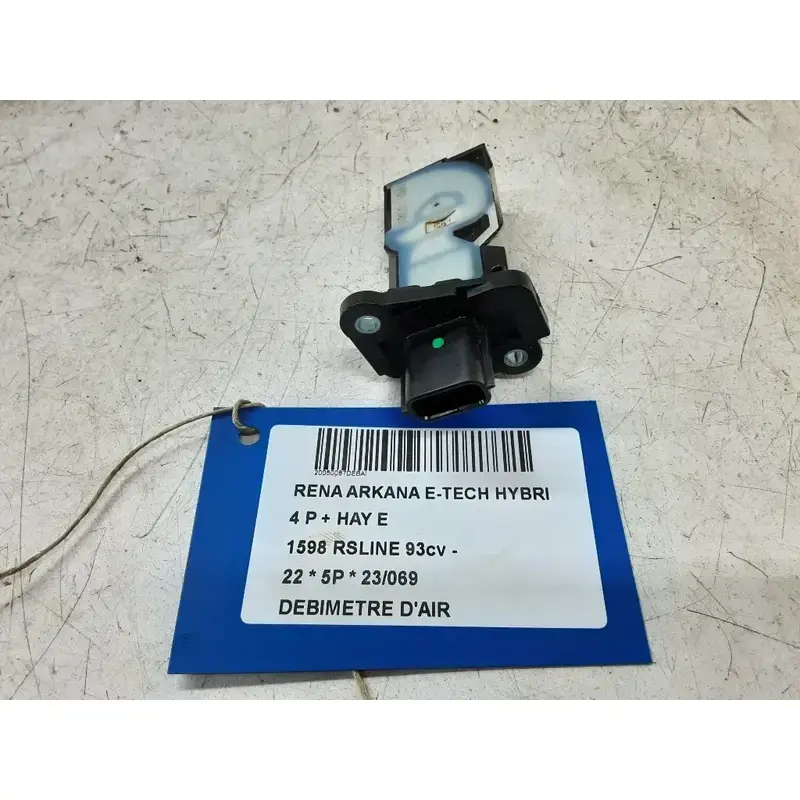 RENA ARKANA E-TECH HYBRI
4 P + HAY E
1598 RSLINE 93cv -
22 * 5P * 23/069
DEBIMETRE D'AIR